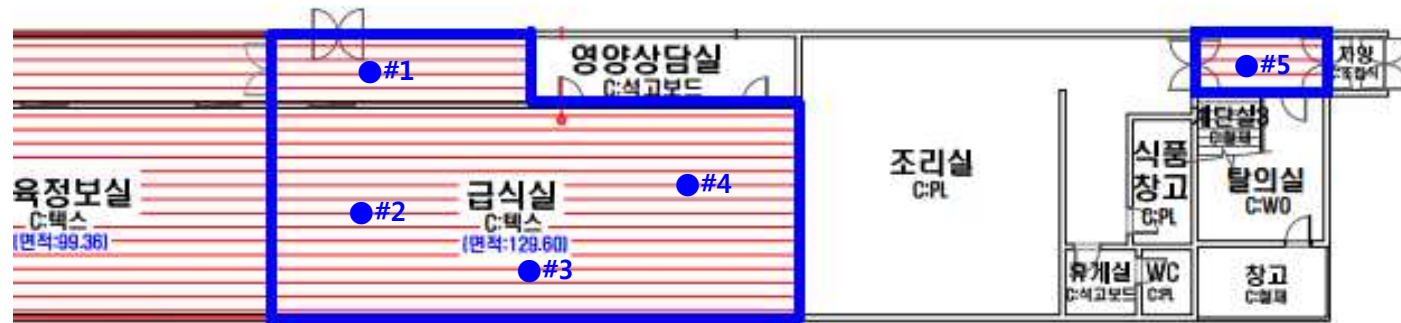 #1
영양상담실
C:석고보드
#5
계단실3
C:철재
육정보실
C:텍스
(면적:99.36)
#2
급식실
C:텍스
(면적:129.60)
#4
#3
조리실
C:PL
식품
창고
C:PL
탈의실
C:WO
휴게실
C:석고보드
WC
C:PL
창고
C:철재